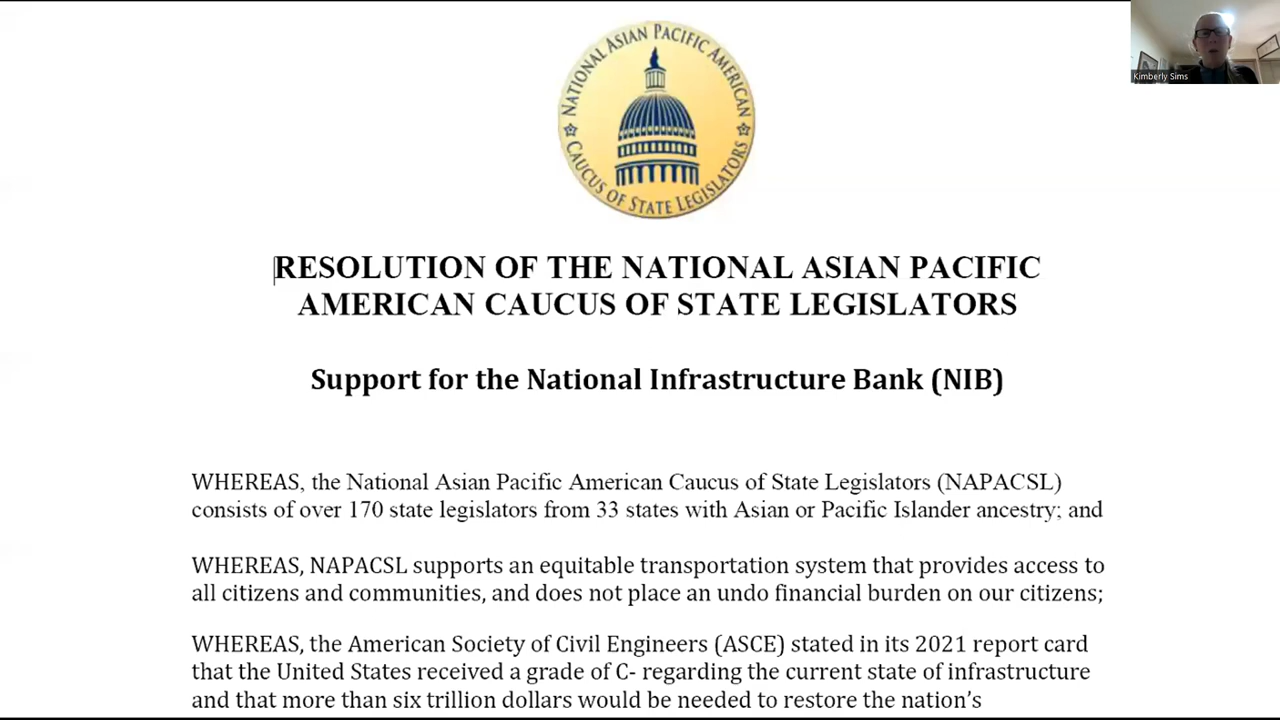 NATIONAL ASIAN PACIFIC AMERICAN
CAUCUS OF STATE LEGISLATORS
Kimberly Sims
RESOLUTION OF THE NATIONAL ASIAN PACIFIC
AMERICAN CAUCUS OF STATE LEGISLATORS
Support for the National Infrastructure Bank (NIB)
WHEREAS, the National Asian Pacific American Caucus of State Legislators (NAPACSL)
consists of over 170 state legislators from 33 states with Asian or Pacific Islander ancestry; and
WHEREAS, NAPACSL supports an equitable transportation system that provides access to
all citizens and communities, and does not place an undo financial burden on our citizens;
WHEREAS, the American Society of Civil Engineers (ASCE) stated in its 2021 report card
that the United States received a grade of C- regarding the current state of infrastructure
and that more than six trillion dollars would be needed to restore the nation’s